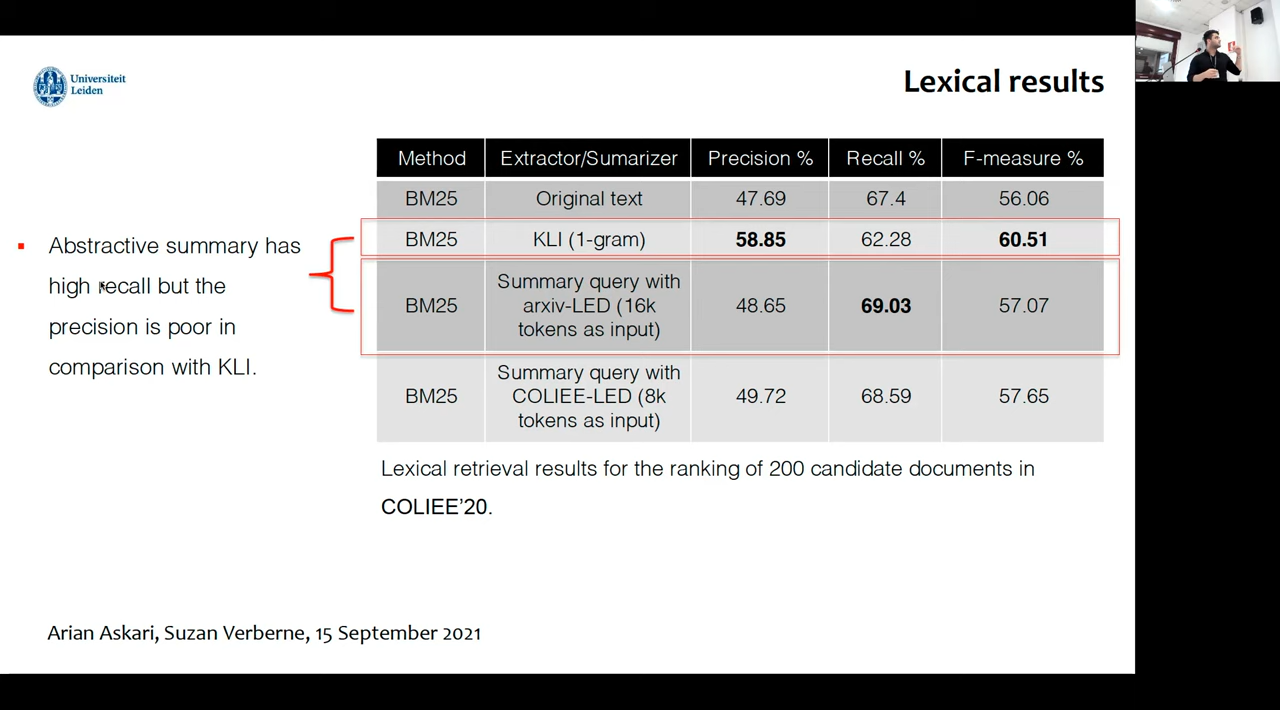 Universiteit
Leiden
Lexical results
Abstractive summary has
high recall but the
precision is poor in
comparison with KLI.
Method Extractor/Sumarizer Precision % Recall % F-measure %
BM25 Original text 47.69 67.4 56.06
BM25 KLI (1-gram) 58.85 62.28 60.51
Summary query with
BM25 arxiv-LED (16k 48.65 69.03 57.07
tokens as input)
Summary query with
BM25 COLIEE-LED (8k 49.72 68.59 57.65
tokens as input)
Lexical retrieval results for the ranking of 200 candidate documents in
COLIEE’20.
Arian Askari, Suzan Verberne, 15 September 2021